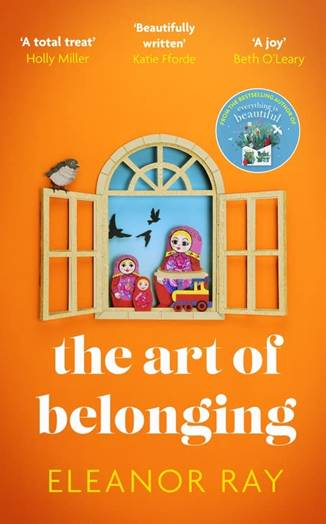 'A total treat'
Holly Miller
'Beautifully
written'
Katie Fforde
'A joy'
Beth O'Leary
FROM THE BESTSELLING AUTHOR OF
everything is
beautiful
the art of
belonging
ELEANOR RAY